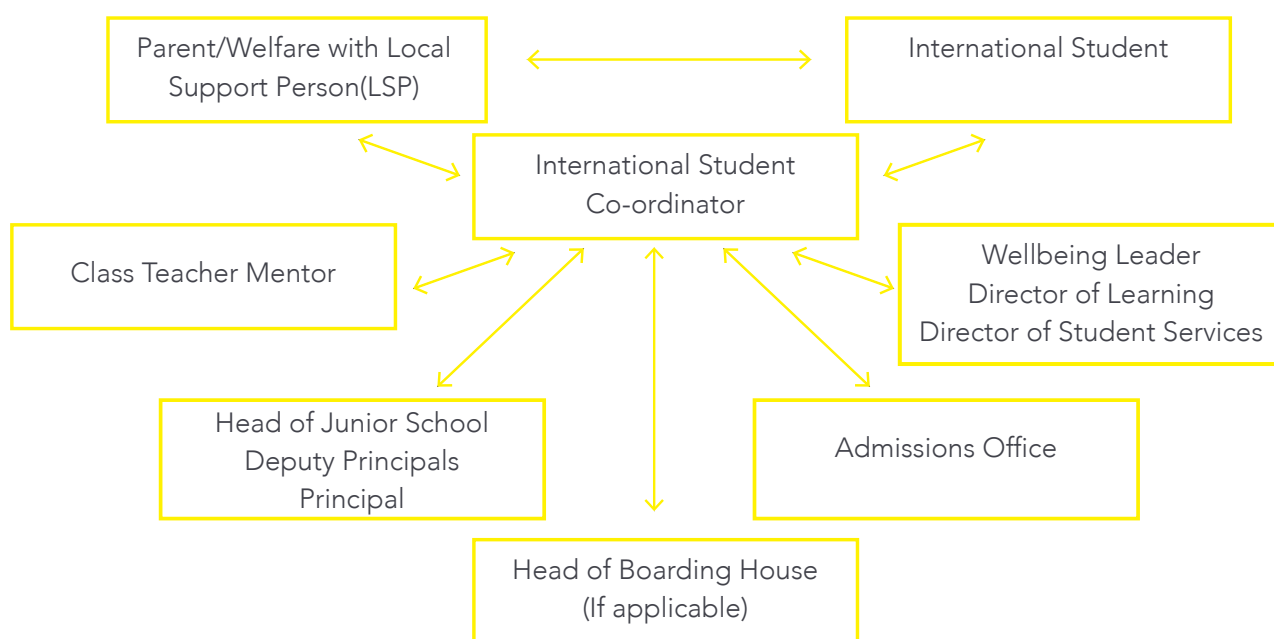 Parent/Welfare with Local
Support Person(LSP)
International Student
International Student
Co-ordinator
Class Teacher Mentor
Wellbeing Leader
Director of Learning
Director of Student Services
Head of Junior School
Deputy Principals
Principal
Admissions Office
Head of Boarding House
(If applicable)